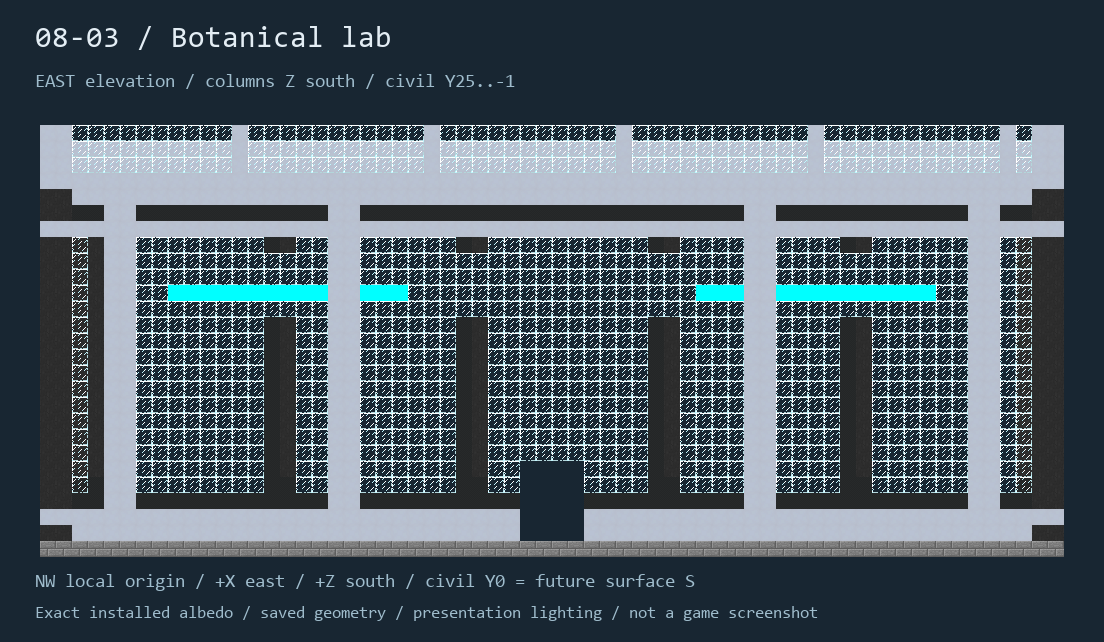 08-03 / Botanical lab
EAST elevation / columns Z south / civil Y25..-1
NW local origin / +X east / +Z south / civil Y0 = future surface S
Exact installed albedo / saved geometry / presentation lighting / not a game screenshot